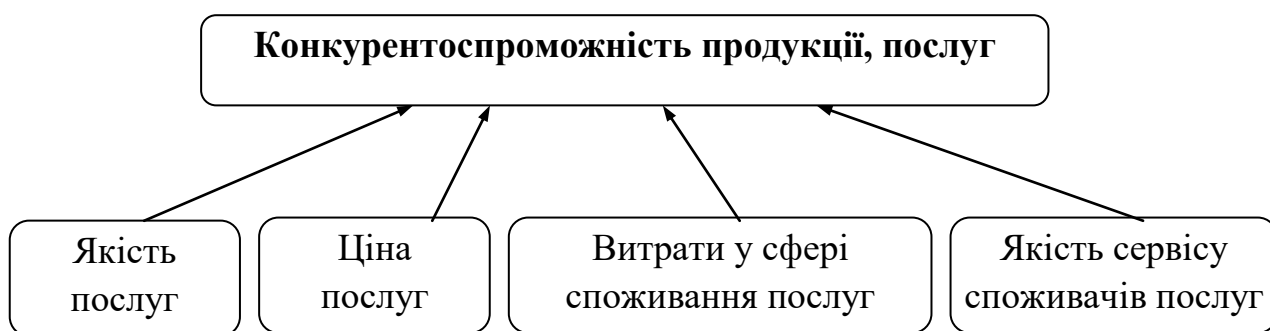 Конкурентоспроможність продукції, послуг
Якість
послуг
Ціна
послуг
Витрати у сфері
споживання послуг
Якість сервісу
споживачів послуг